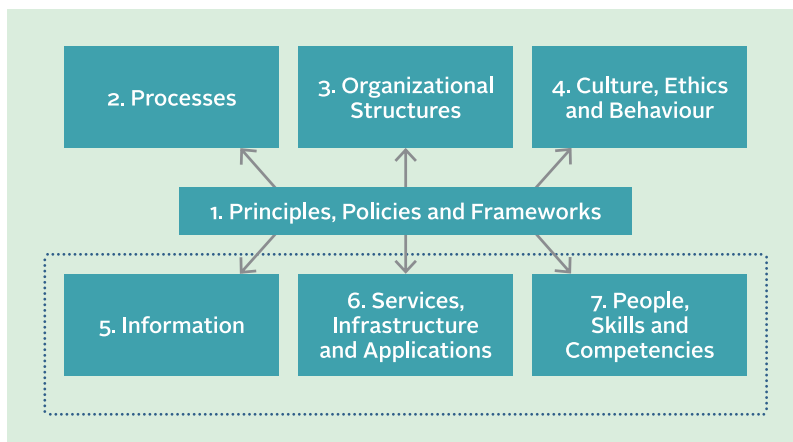 2. Processes
3. Organizational
Structures
4. Culture, Ethics
and Behaviour
1. Principles, Policies and Frameworks
5. Information
6. Services,
Infrastructure
and Applications
7. People,
Skills and
Competencies